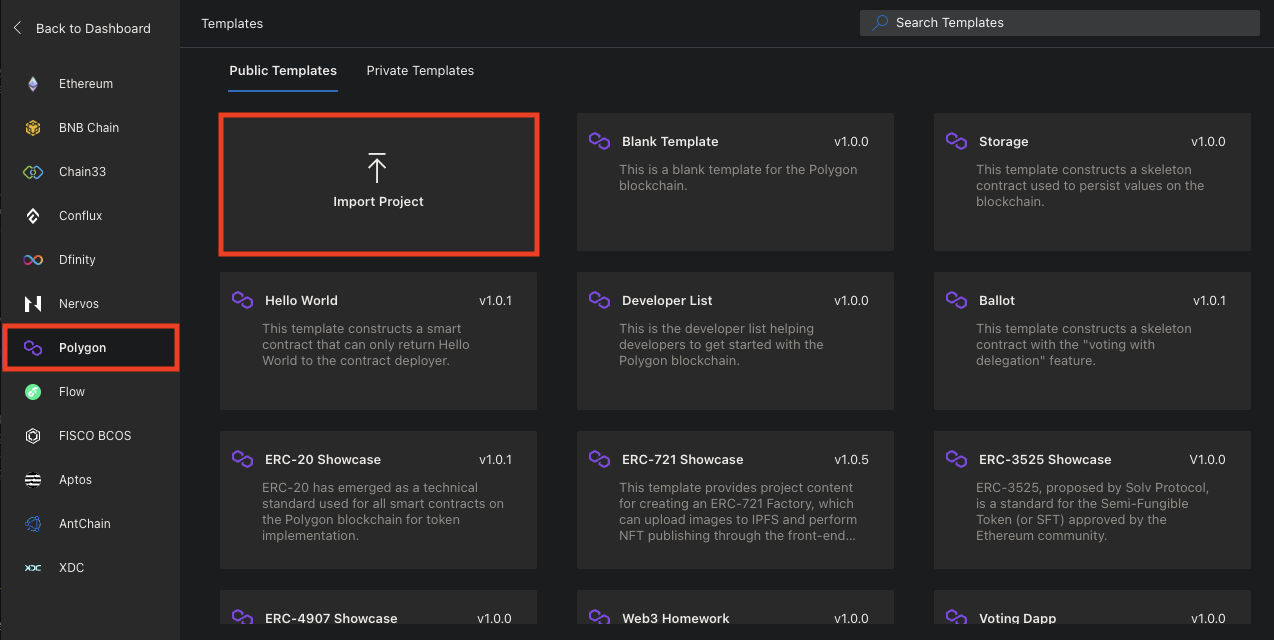 Back to Dashboard
Templates
Search Templates
Ethereum
BNB Chain
Chain33
Conflux
Dfinity
Nervos
Polygon
Flow
FISCO BCOS
Aptos
AntChain
XDC
Public Templates
Private Templates
Import Project
Blank Template v1.0.0
This is a blank template for the Polygon
blockchain.
Storage v1.0.0
This template constructs a skeleton
contract used to persist values on the
blockchain.
Hello World v1.0.1
This template constructs a smart
contract that can only return Hello
World to the contract deployer.
Developer List v1.0.0
This is the developer list helping
developers to get started with the
Polygon blockchain.
Ballot v1.0.1
This template constructs a skeleton
contract with the "voting with
delegation" feature.
ERC-20 Showcase v1.0.1
ERC-20 has emerged as a technical
standard used for all smart contracts on
the Polygon blockchain for token
implementation.
ERC-721 Showcase v1.0.5
This template provides project content
for creating an ERC-721 Factory, which
can upload images to IPFS and perform
NFT publishing through the front-end...
ERC-3525 Showcase V1.0.0
ERC-3525, proposed by Solv Protocol,
is a standard for the Semi-Fungible
Token (or SFT) approved by the
Ethereum community.
ERC-4907 Showcase v1.0.0
Web3 Homework v1.0.0
Voting Dapp v1.0.0